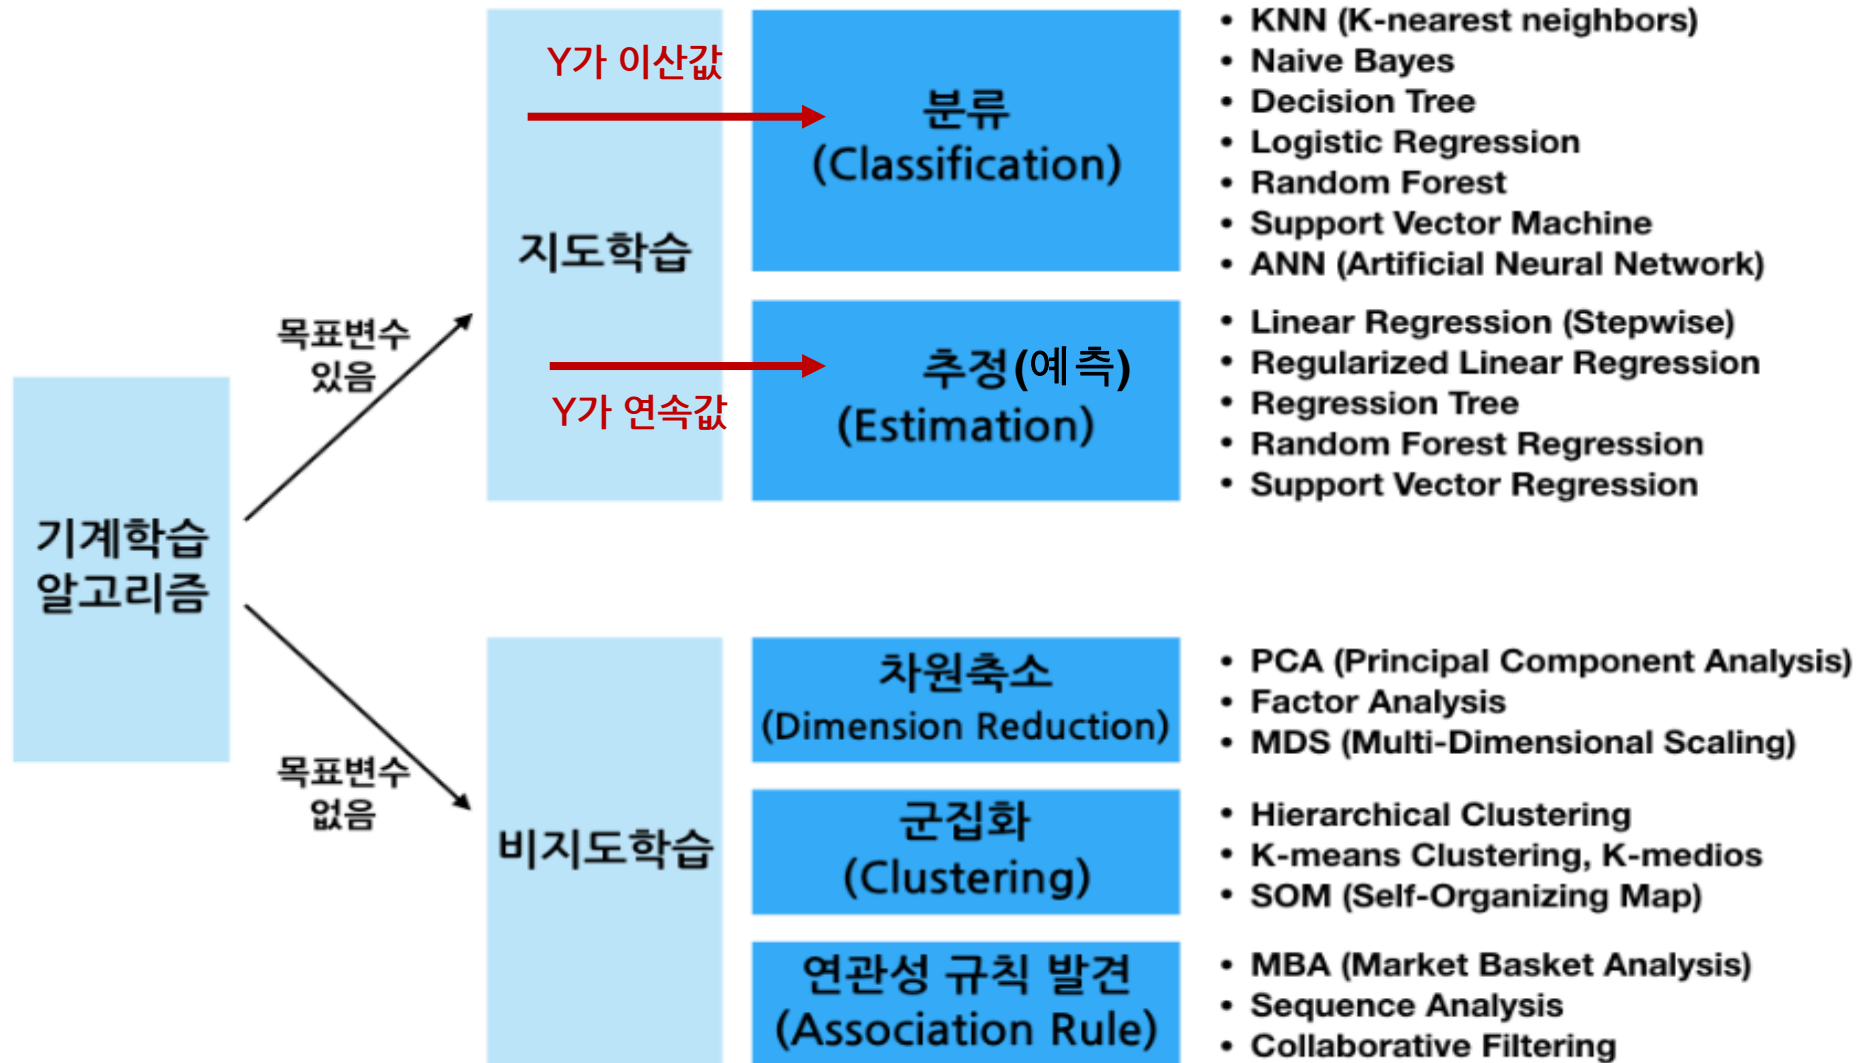 기계학습
알고리즘
목표변수
있음
목표변수
없음
지도학습
Y가 이산값
Y가 연속값
분류
(Classification)
• KNN (K-nearest neighbors)
• Naive Bayes
• Decision Tree
• Logistic Regression
• Random Forest
• Support Vector Machine
• ANN (Artificial Neural Network)
추정(예측)
(Estimation)
• Linear Regression (Stepwise)
• Regularized Linear Regression
• Regression Tree
• Random Forest Regression
• Support Vector Regression
비지도학습
차원축소
(Dimension Reduction)
• PCA (Principal Component Analysis)
• Factor Analysis
• MDS (Multi-Dimensional Scaling)
군집화
(Clustering)
• Hierarchical Clustering
• K-means Clustering, K-medios
• SOM (Self-Organizing Map)
연관성 규칙 발견
(Association Rule)
• MBA (Market Basket Analysis)
• Sequence Analysis
• Collaborative Filtering